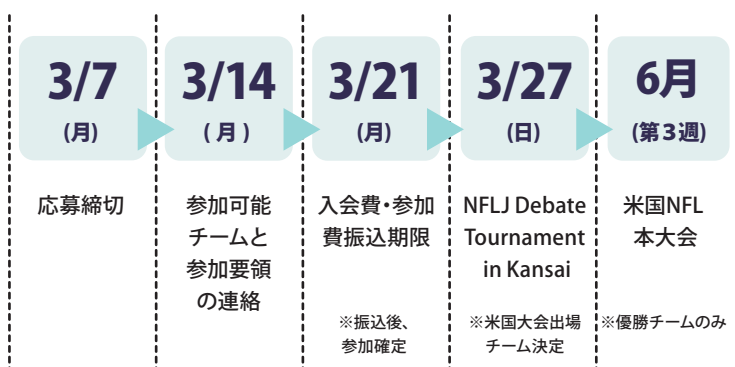 3/7
(月)
応募締切
3/14
(月)
参加可能
チームと
参加要領
の連絡
3/21
(月)
入会費・参加
費振込期限
※振込後、
参加確定
3/27
(日)
NFLJ Debate
Tournament
in Kansai
※米国大会出場
チーム決定
6月
(第3週)
米国NFL
本大会
※優勝チームのみ